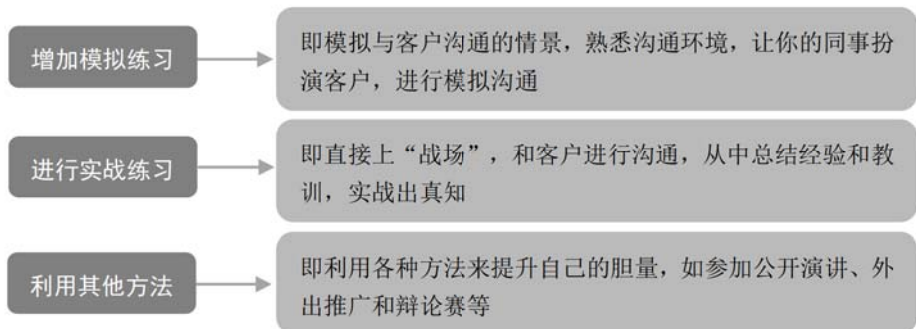 增加模拟练习
即模拟与客户沟通的情景，熟悉沟通环境，让你的同事扮
演客户，进行模拟沟通
进行实战练习
即直接上“战场”，和客户进行沟通，从中总结经验和教
训，实战出真知
利用其他方法
即利用各种方法来提升自己的胆量，如参加公开演讲、外
出推广和辩论赛等